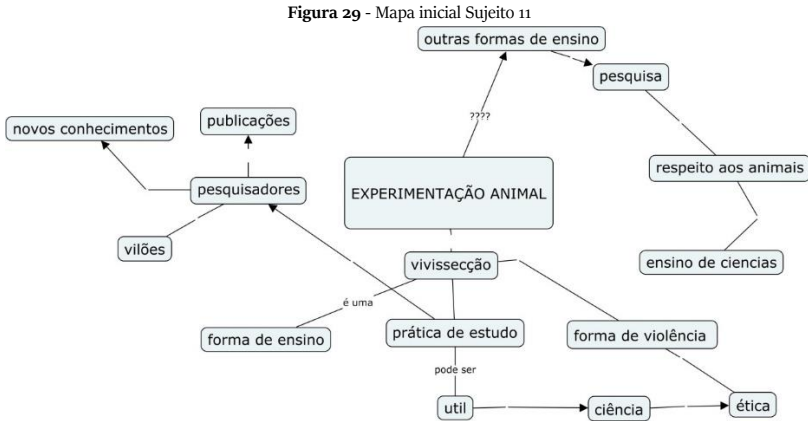 Figura 29 - Mapa inicial Sujeito 11
outras formas de ensino
pesquisa
publicações
novos conhecimentos
????
respeito aos animais
pesquisadores
EXPERIMENTAÇÃO ANIMAL
vilões
vivissecção
ensino de ciencias
é uma
forma de ensino
prática de estudo
forma de violência
pode ser
util
ciência
ética